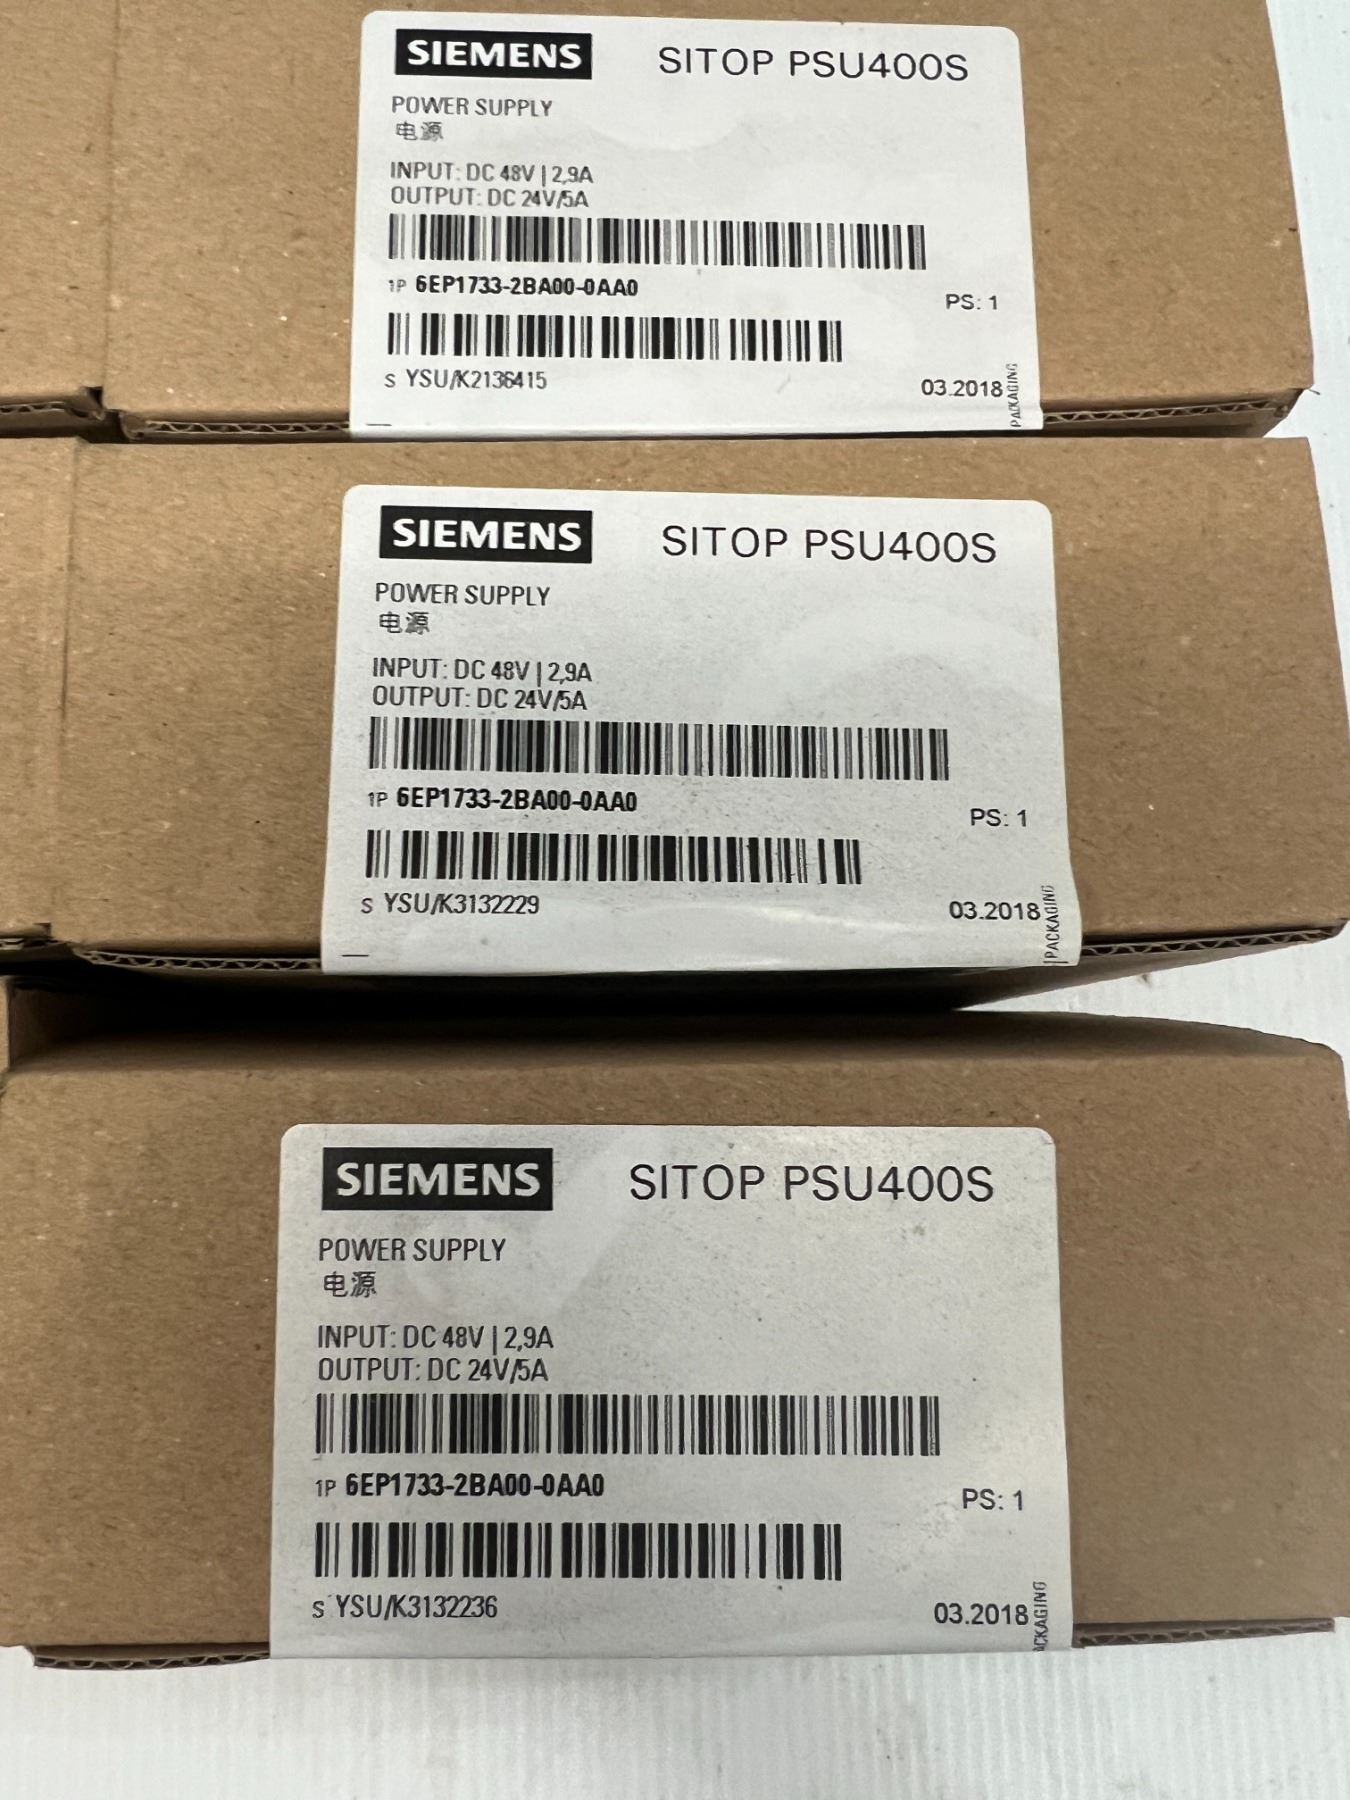 SIEMENS SITOP PSU400S
POWER SUPPLY
电源
INPUT: DC 48V | 2,9A
OUTPUT: DC 24V/5A
1P 6EP1733-2BA00-0AA0
PS: 1
S YSU/K2136415
03.2018
PACKAGING
SIEMENS SITOP PSU400S
POWER SUPPLY
电源
INPUT: DC 48V | 2,9A
OUTPUT: DC 24V/5A
1P 6EP1733-2BA00-0AA0
PS: 1
S YSU/K3132229
03.2018
PACKAGING
SIEMENS SITOP PSU400S
POWER SUPPLY
电源
INPUT: DC 48V | 2,9A
OUTPUT: DC 24V/5A
1P 6EP1733-2BA00-0AA0
PS: 1
S YSU/K3132236
03.2018
ACKAGING